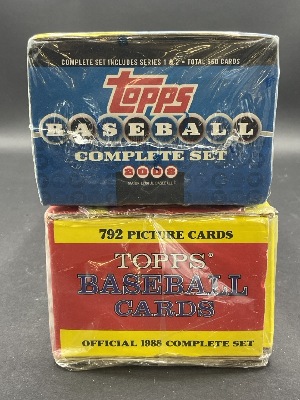 COMPLETE SET INCLUDES SERIES 1 & 2 • TOTAL 660 CARDS
Topps
BASEBALL
COMPLETE SET
2008
792 PICTURE CARDS
TOPPS®
BASEBALL
CARDS
OFFICIAL 1988 COMPLETE SET